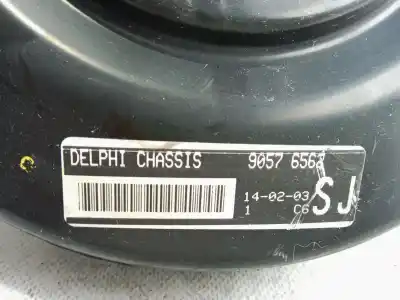 DELPHI CHASSIS 9057 6562
14-02-03 SJ
1 C6